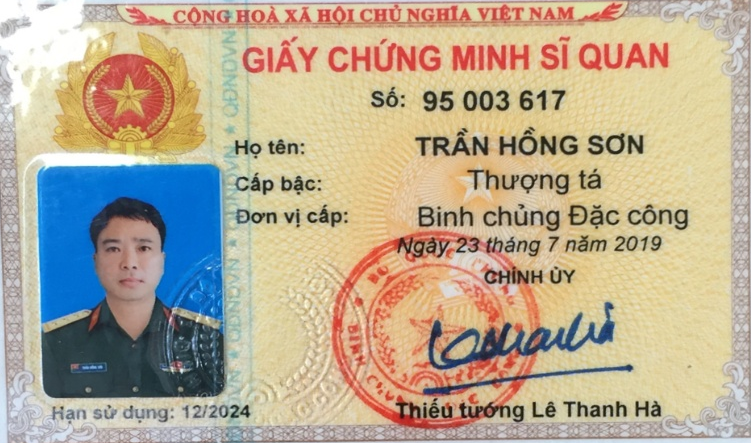 CỘNG HOÀ XÃ HỘI CHỦ NGHĨA VIỆT NAM
GIẤY CHỨNG MINH SĨ QUAN
Số: 95 003 617
Họ tên: TRẦN HỒNG SƠN
Cấp bậc: Thượng tá
Đơn vị cấp: Binh chủng Đặc công
Ngày 23 tháng 7 năm 2019
CHÍNH ỦY
Hạn sử dụng: 12/2024
Thiếu tướng Lê Thanh Hà
QĐNDVN ★ QĐNDVN